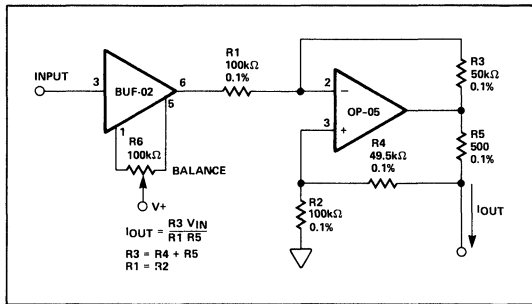 INPUT
3
BUF-02
6
5
1
R6
100kΩ
BALANCE
V+
R1
100kΩ
0.1%
2
−
OP-05
3
+
R3
50kΩ
0.1%
R5
500
0.1%
R4
49.5kΩ
0.1%
R2
100kΩ
0.1%
IOUT
IOUT = R3 VIN
R1 R5
R3 = R4 + R5
R1 = R2